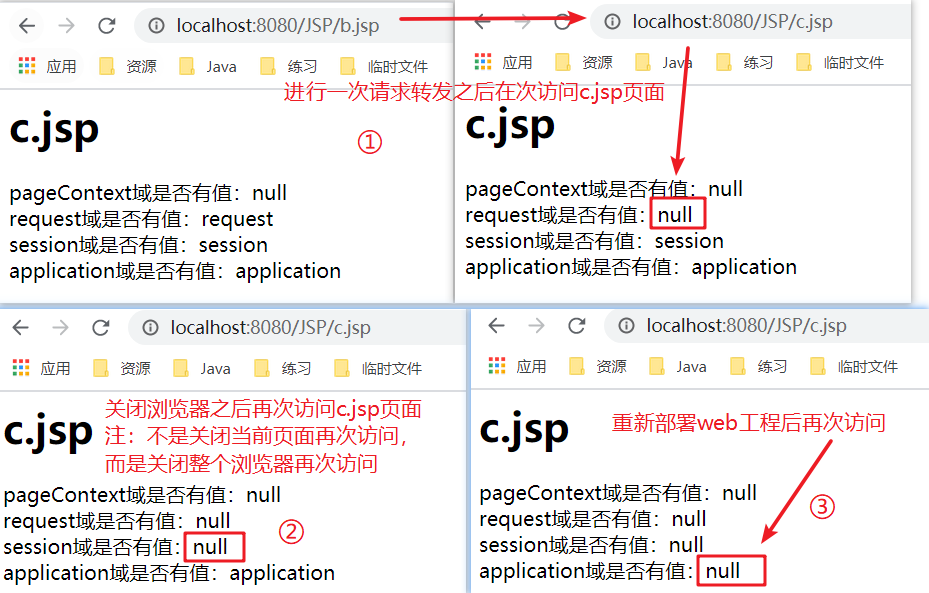 localhost:8080/JSP/b.jsp
应用 资源 Java 练习 临时文件
c.jsp
①
pageContext域是否有值：null
request域是否有值：request
session域是否有值：session
application域是否有值：application
localhost:8080/JSP/c.jsp
应用 资源 Java 练习 临时文件
进行一次请求转发之后在次访问c.jsp页面
c.jsp
pageContext域是否有值：null
request域是否有值：null
session域是否有值：session
application域是否有值：application
localhost:8080/JSP/c.jsp
应用 资源 Java 练习 临时文件
关闭浏览器之后再次访问c.jsp页面
注：不是关闭当前页面再次访问，
而是关闭整个浏览器再次访问
c.jsp
pageContext域是否有值：null
request域是否有值：null
②
session域是否有值：null
application域是否有值：application
localhost:8080/JSP/c.jsp
应用 资源 Java 练习 临时文件
c.jsp
重新部署web工程后再次访问
pageContext域是否有值：null
③
request域是否有值：null
session域是否有值：null
application域是否有值：null